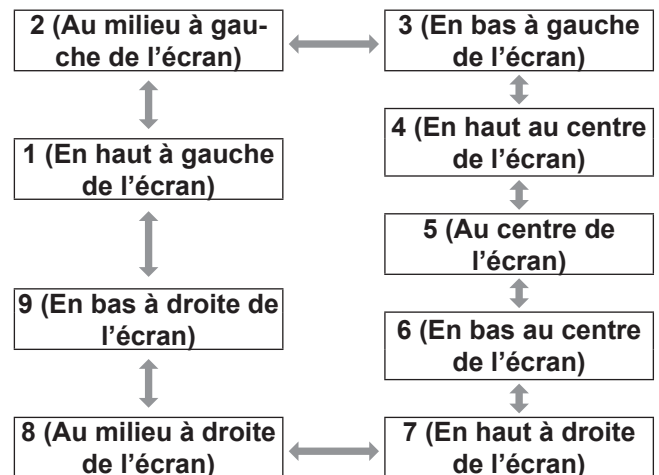 2 (Au milieu à gau-
che de l'écran)
3 (En bas à gauche
de l'écran)
4 (En haut au centre
de l'écran)
1 (En haut à gauche
de l'écran)
5 (Au centre de
l'écran)
9 (En bas à droite de
l'écran)
6 (En bas au centre
de l'écran)
8 (Au milieu à droite
de l'écran)
7 (En haut à droite
de l'écran)